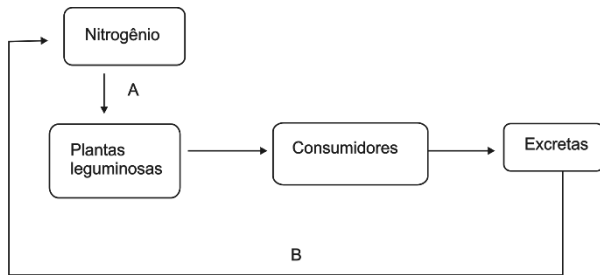 Nitrogênio
A
Plantas
leguminosas
Consumidores
Excretas
B